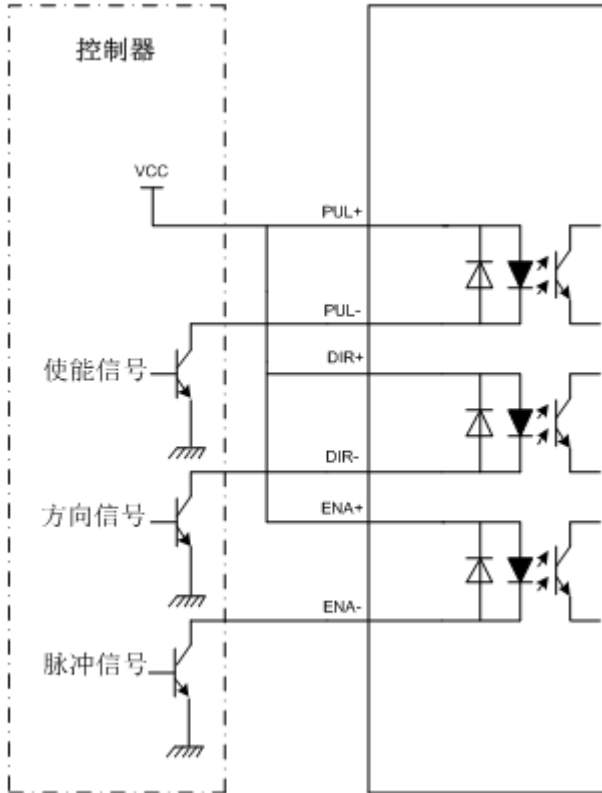 控制器
VCC
PUL+
PUL-
使能信号
DIR+
DIR-
方向信号
ENA+
ENA-
脉冲信号